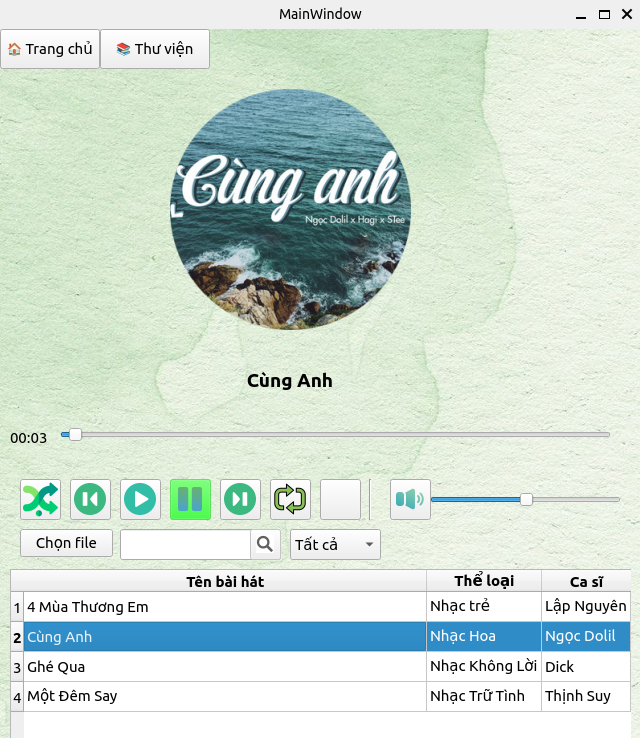 MainWindow
Trang chủ Thư viện
Cùng anh
Ngọc Dolil x Hagi x STee
Cùng Anh
00:03
Chọn file Tất cả
Tên bài hát Thể loại Ca sĩ
1 4 Mùa Thương Em Nhạc trẻ Lập Nguyên
2 Cùng Anh Nhạc Hoa Ngọc Dolil
3 Ghé Qua Nhạc Không Lời Dick
4 Một Đêm Say Nhạc Trữ Tình Thịnh Suy